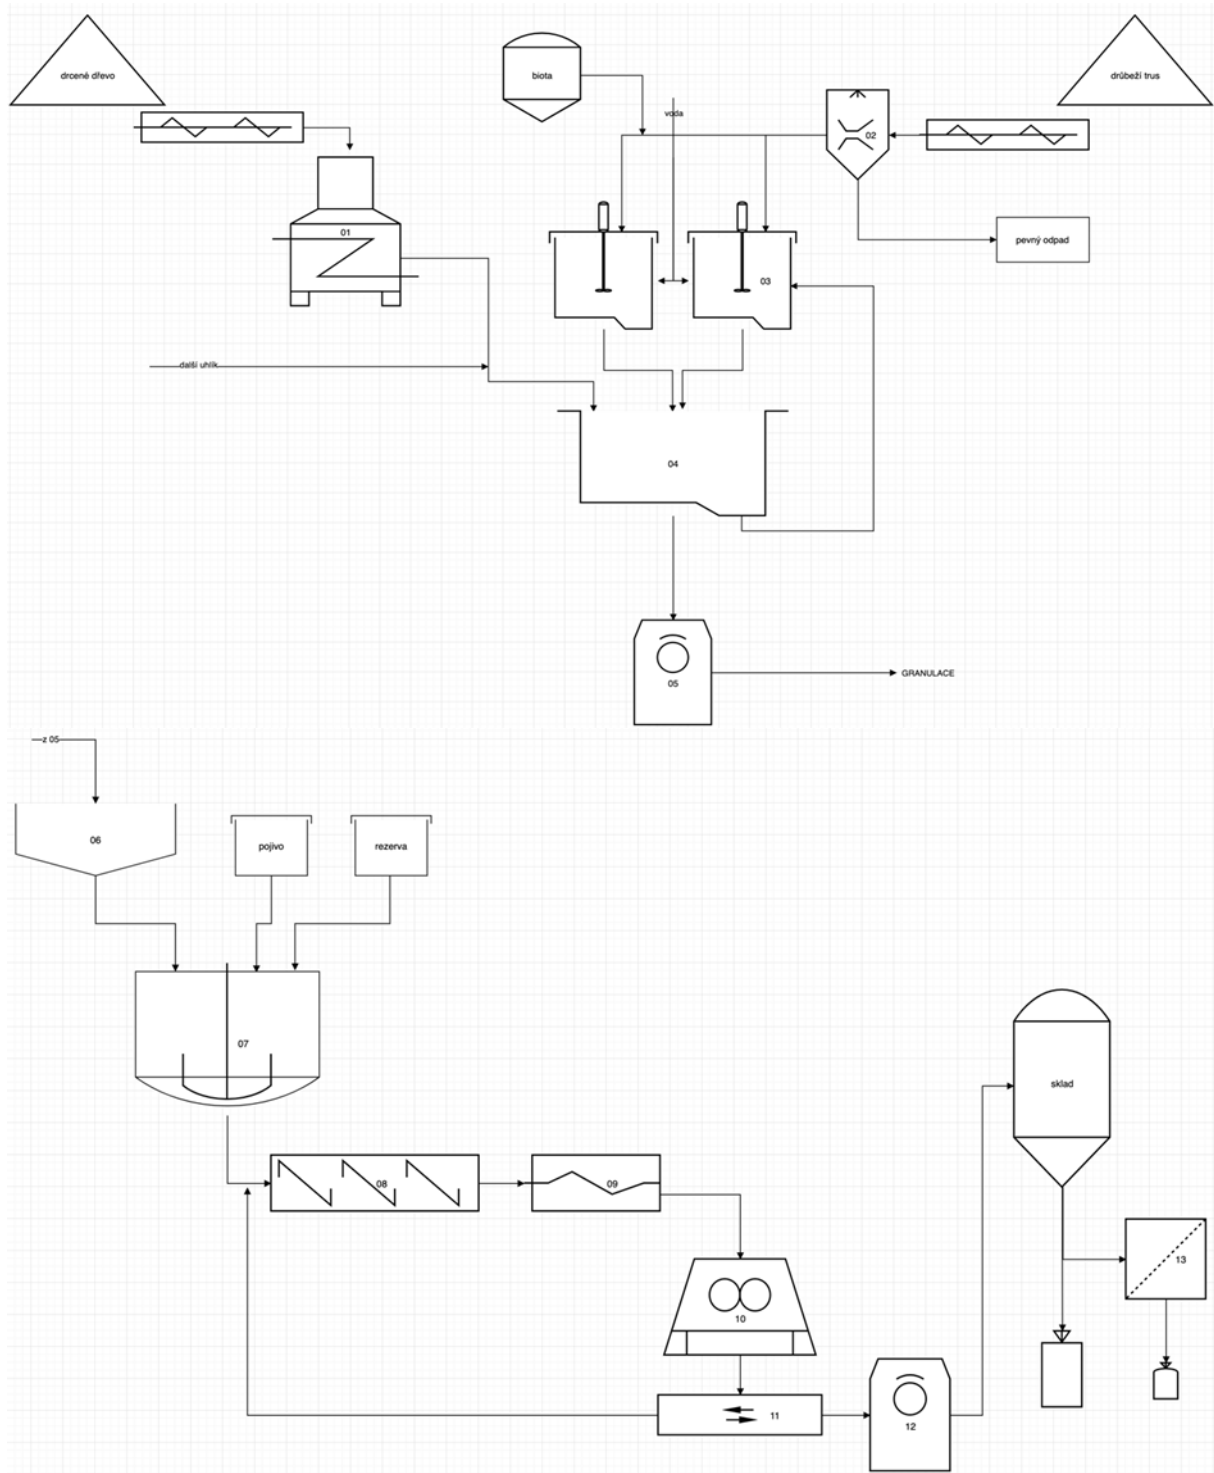 drcené dřevo
biota
drůbeží trus
voda
02
01
pevný odpad
03
další uhlík
04
05
GRANULACE
z 05
06
pojivo
rezerva
07
sklad
08
09
13
10
11
12